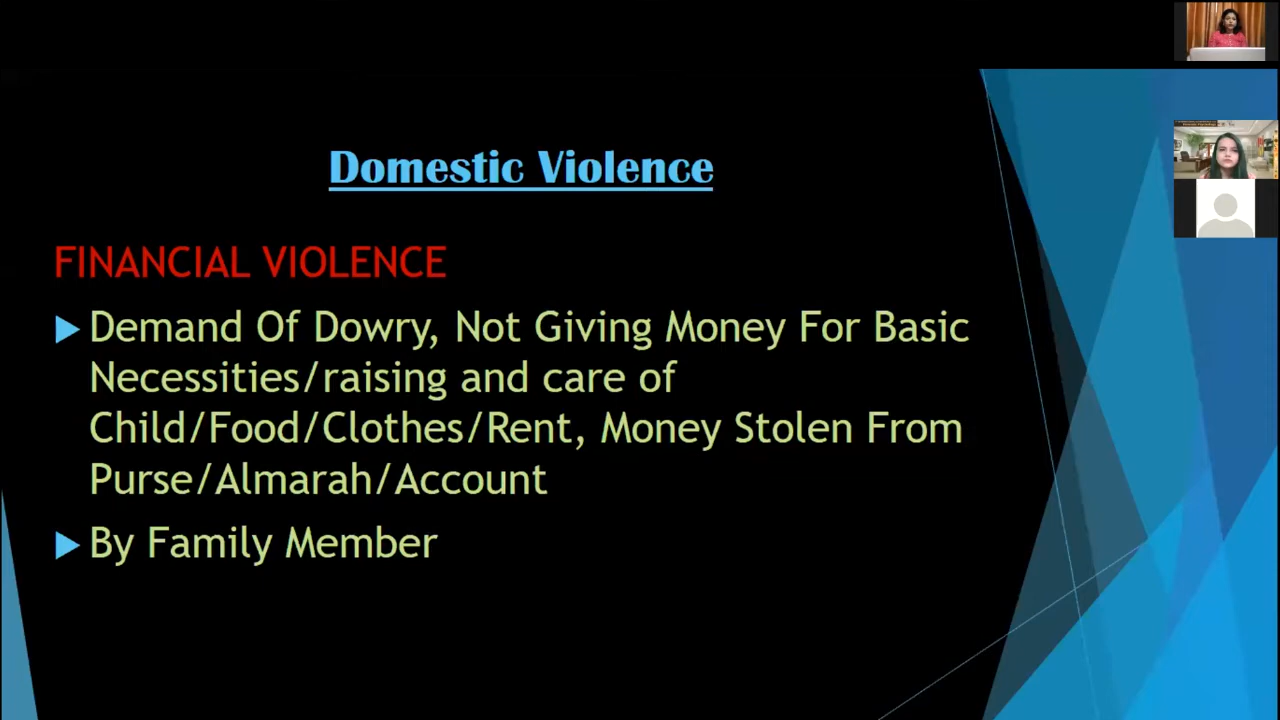 Domestic Violence
FINANCIAL VIOLENCE
Demand Of Dowry, Not Giving Money For Basic
Necessities/raising and care of
Child/Food/Clothes/Rent, Money Stolen From
Purse/Almarah/Account
By Family Member